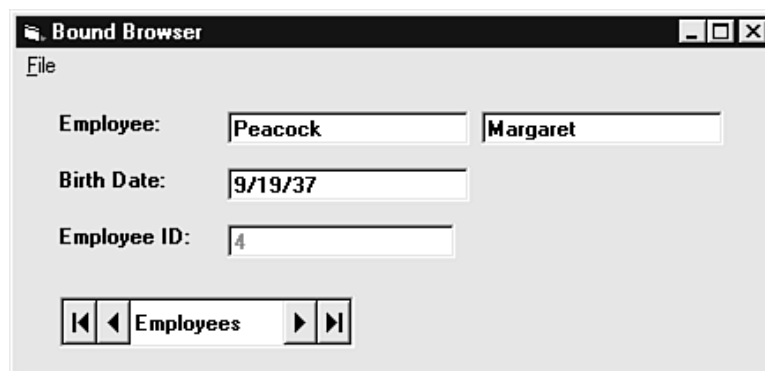 Bound Browser
File
Employee: Peacock Margaret
Birth Date: 9/19/37
Employee ID: 4
Employees